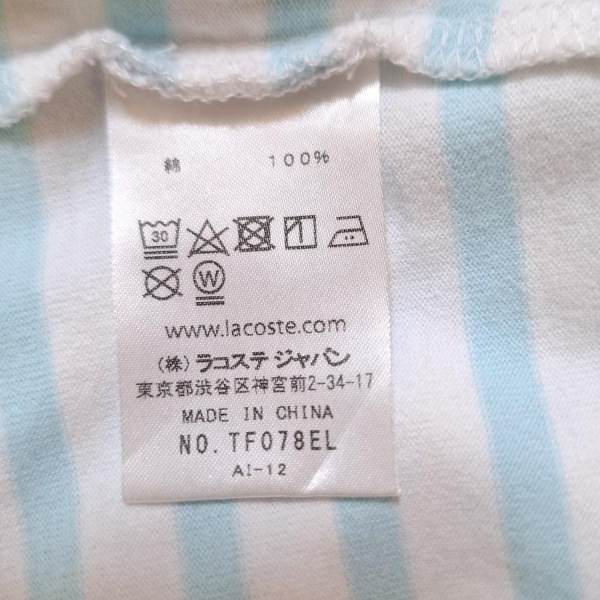 綿 100%
30
W
www.lacoste.com
(株) ラコステ ジャパン
東京都渋谷区神宮前2-34-17
MADE IN CHINA
NO. TF078EL
AI-12